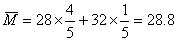 M̅ = 28 × 4/5 + 32 × 1/5 = 28.8